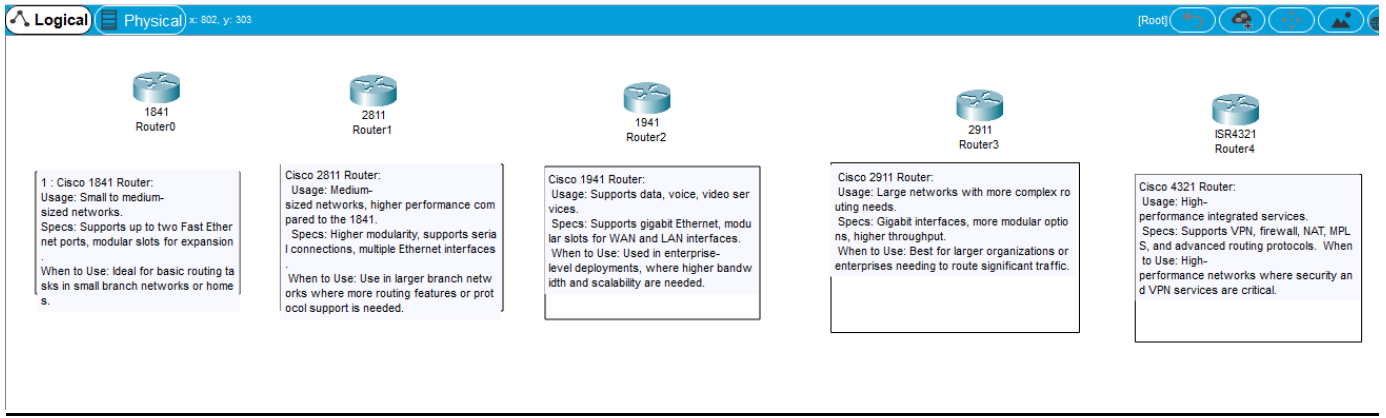 Logical Physical x: 802, y: 303 [Root]
1841
Router0
2811
Router1
1941
Router2
2911
Router3
ISR4321
Router4
1 : Cisco 1841 Router:
Usage: Small to medium-
sized networks.
Specs: Supports up to two Fast Ether
net ports, modular slots for expansion
.
When to Use: Ideal for basic routing ta
sks in small branch networks or home
s.
Cisco 2811 Router:
Usage: Medium-
sized networks, higher performance com
pared to the 1841.
Specs: Higher modularity, supports seria
l connections, multiple Ethernet interfaces
.
When to Use: Use in larger branch netw
orks where more routing features or prot
ocol support is needed.
Cisco 1941 Router:
Usage: Supports data, voice, video ser
vices.
Specs: Supports gigabit Ethernet, modu
lar slots for WAN and LAN interfaces.
When to Use: Used in enterprise-
level deployments, where higher bandw
idth and scalability are needed.
Cisco 2911 Router:
Usage: Large networks with more complex ro
uting needs.
Specs: Gigabit interfaces, more modular optio
ns, higher throughput.
When to Use: Best for larger organizations or
enterprises needing to route significant traffic.
Cisco 4321 Router:
Usage: High-
performance integrated services.
Specs: Supports VPN, firewall, NAT, MPL
S, and advanced routing protocols. When
to Use: High-
performance networks where security an
d VPN services are critical.